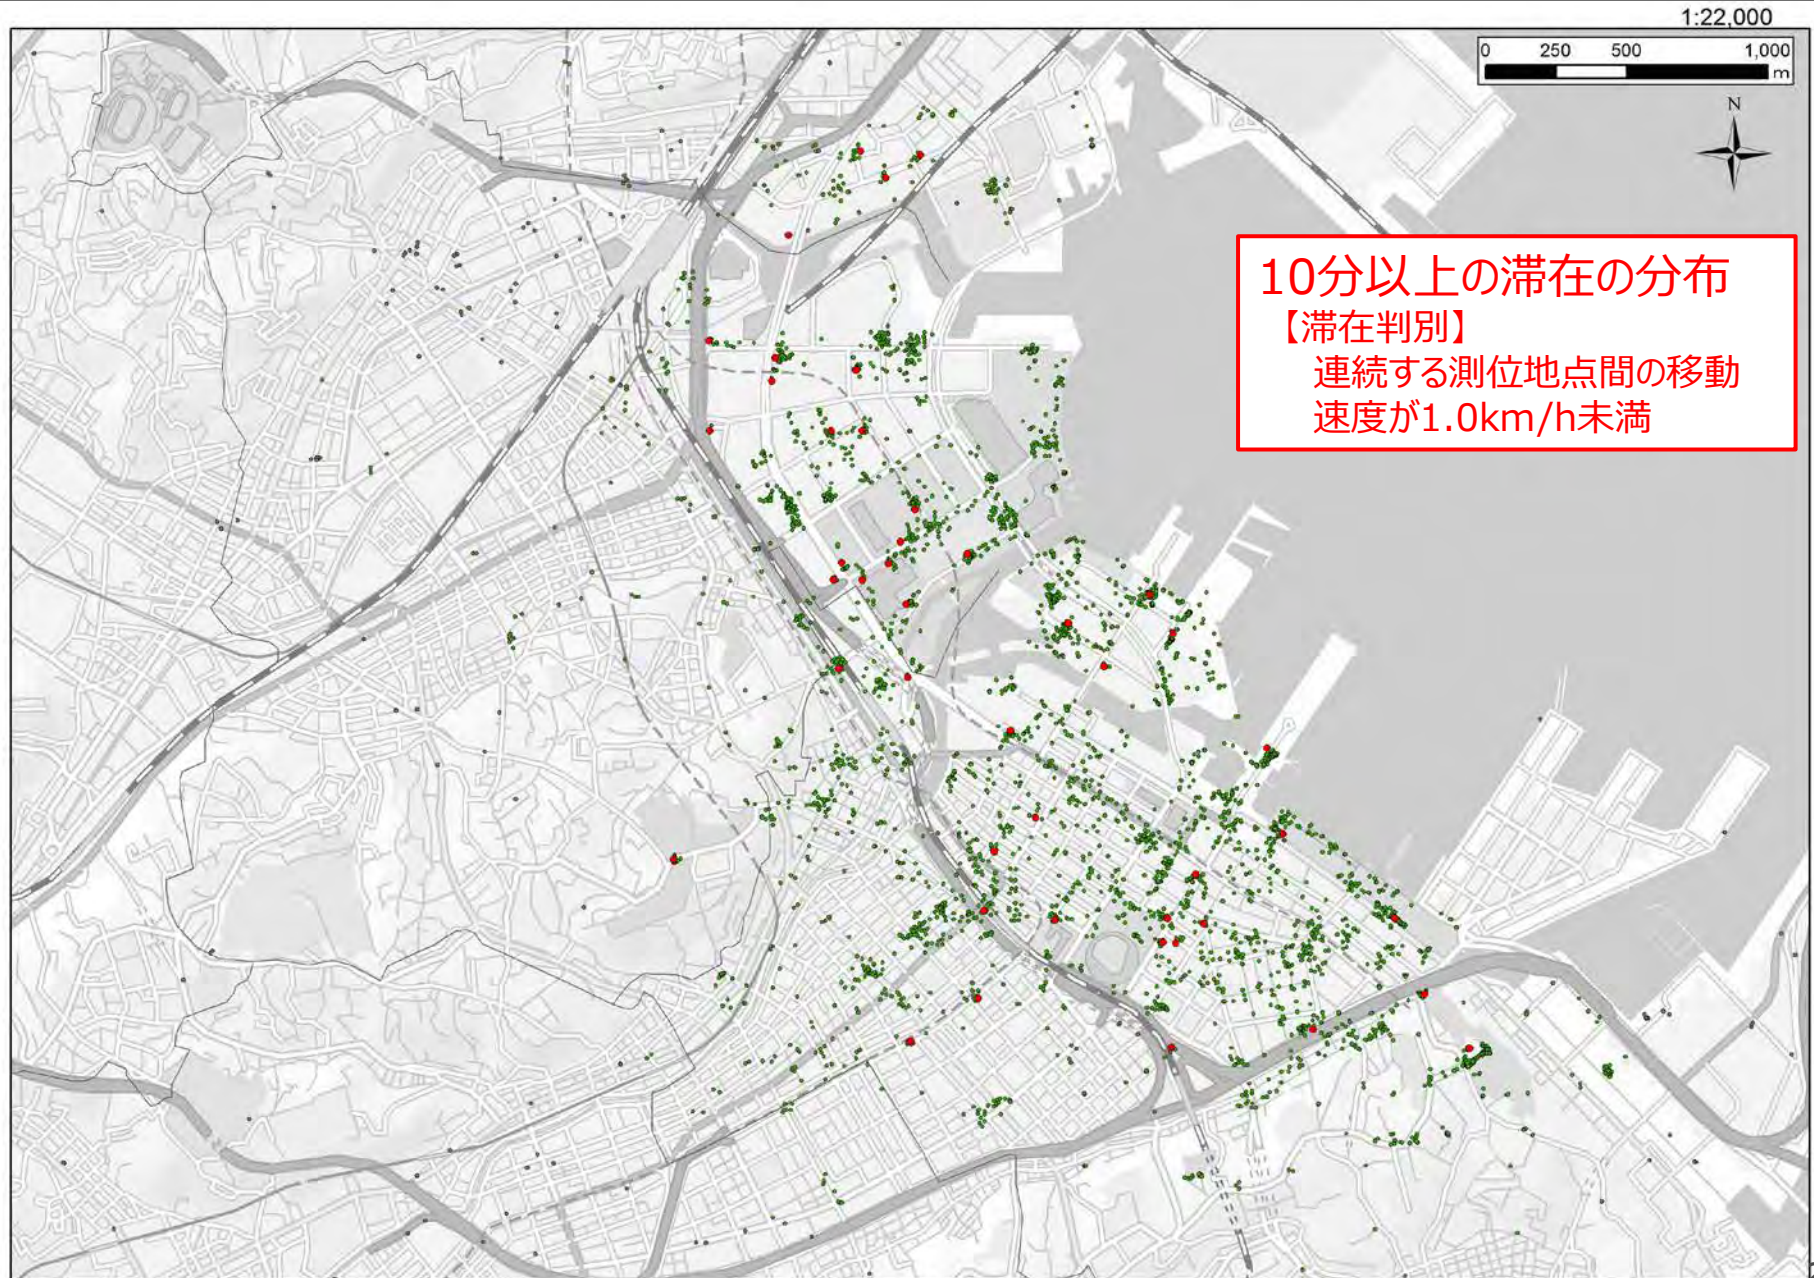 1:22,000
0 250 500 1,000
m
N
10分以上の滞在の分布
【滞在判別】
連続する測位地点間の移動
速度が1.0km/h未満